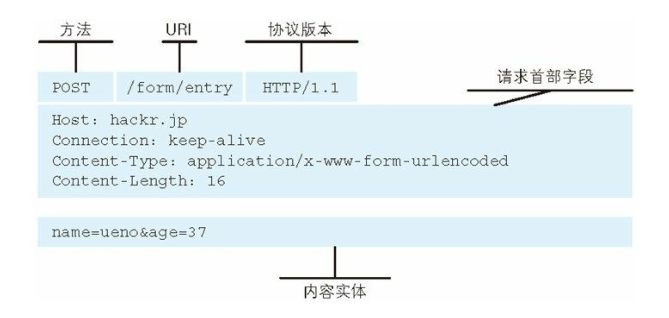 方法 URI 协议版本
请求首部字段
POST /form/entry HTTP/1.1
Host: hackr.jp
Connection: keep-alive
Content-Type: application/x-www-form-urlencoded
Content-Length: 16
name=ueno&age=37
内容实体